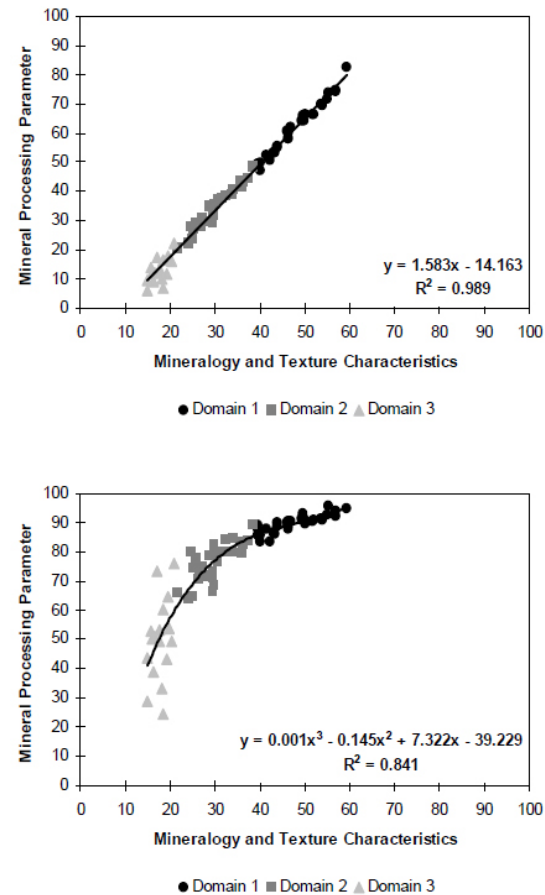 100
90
80
70
60
50
40
30
20
10
0
Mineral Processing Parameter
y = 1.583x - 14.163
R² = 0.989
0 10 20 30 40 50 60 70 80 90 100
Mineralogy and Texture Characteristics
Domain 1 Domain 2 Domain 3
100
90
80
70
60
50
40
30
20
10
0
Mineral Processing Parameter
y = 0.001x³ - 0.145x² + 7.322x - 39.229
R² = 0.841
0 10 20 30 40 50 60 70 80 90 100
Mineralogy and Texture Characteristics
Domain 1 Domain 2 Domain 3